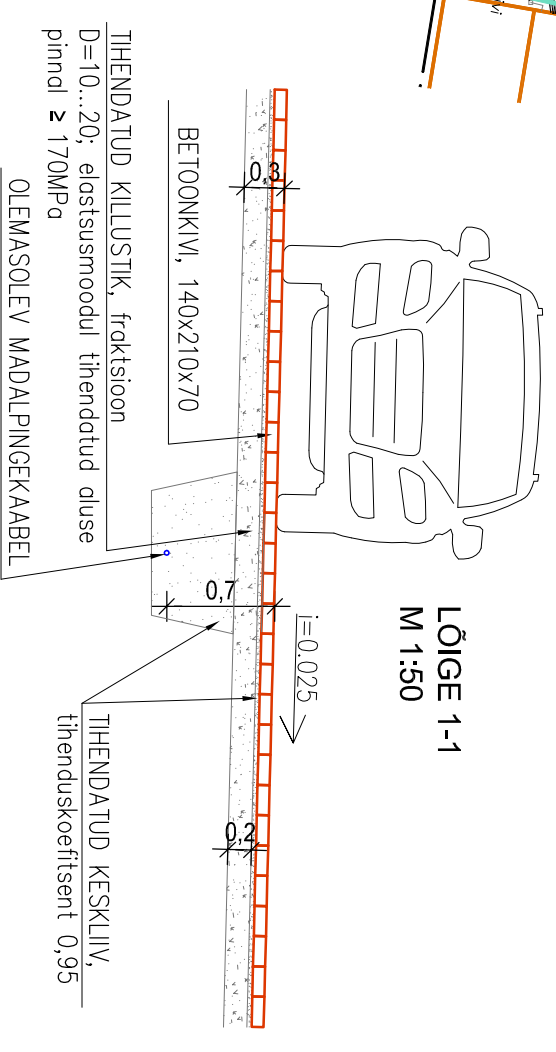 LÕIGE 1-1
M 1:50
i=0.025
0,3
0,7
0,2
BETOONKIVI, 140x210x70
TIHENDATUD KILLUSTIK, fraktsioon
D=10...20; elastsusmoodul tihendatud aluse
pinnal ≥ 170MPa
OLEMASOLEV MADALPINGEKAABEL
TIHENDATUD KESKLIIV,
tihenduskoefitsent 0,95